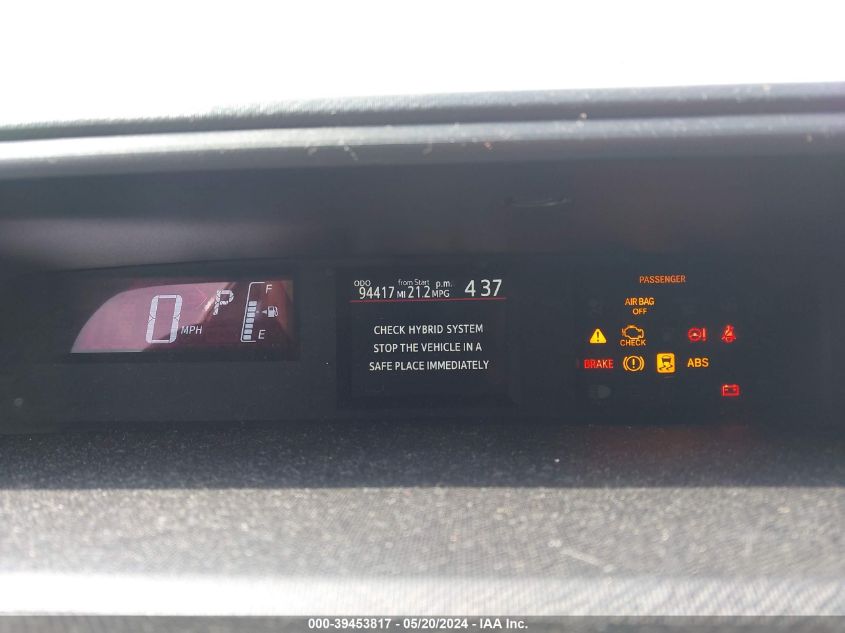 0 MPH P F
E
ODO from Start p.m.
94417 MI 21.2 MPG 4 37
CHECK HYBRID SYSTEM
STOP THE VEHICLE IN A
SAFE PLACE IMMEDIATELY
PASSENGER
AIR BAG
OFF
CHECK
BRAKE ABS
000-39453817 - 05/20/2024 - IAA Inc.